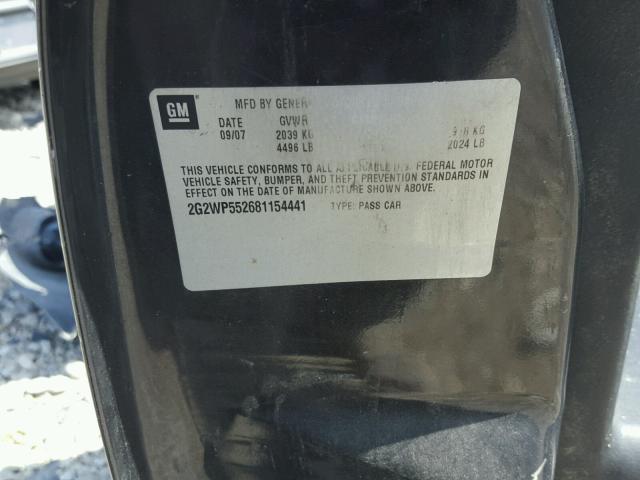 GM
MFD BY GENER
DATE GVWR
09/07 2039 KG KG
4496 LB 2024 LB
THIS VEHICLE CONFORMS TO ALL APPLICABLE U.S. FEDERAL MOTOR
VEHICLE SAFETY, BUMPER, AND THEFT PREVENTION STANDARDS IN
EFFECT ON THE DATE OF MANUFACTURE SHOWN ABOVE.
2G2WP552681154441 TYPE: PASS CAR